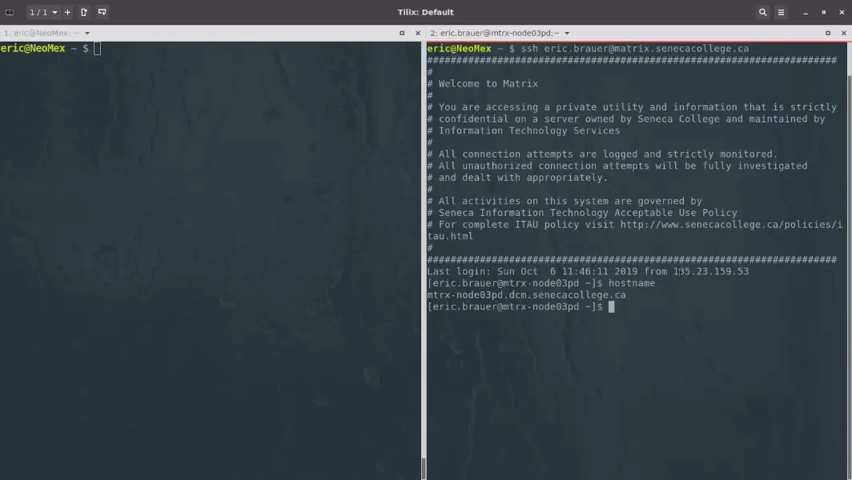 1 / 1
Tilix: Default
1: eric@NeoMex: ~
2: eric.brauer@mtrx-node03pd:~
eric@NeoMex ~ $
eric@NeoMex ~ $ ssh eric.brauer@matrix.senecacollege.ca
######################################################################
#
# Welcome to Matrix
#
# You are accessing a private utility and information that is strictly
# confidential on a server owned by Seneca College and maintained by
# Information Technology Services
#
# All connection attempts are logged and strictly monitored.
# All unauthorized connection attempts will be fully investigated
# and dealt with appropriately.
#
# All activities on this system are governed by
# Seneca Information Technology Acceptable Use Policy
# For complete ITAU policy visit http://www.senecacollege.ca/policies/i
tau.html
#
######################################################################
Last login: Sun Oct  6 11:46:11 2019 from 135.23.159.53
[eric.brauer@mtrx-node03pd ~]$ hostname
mtrx-node03pd.dcm.senecacollege.ca
[eric.brauer@mtrx-node03pd ~]$